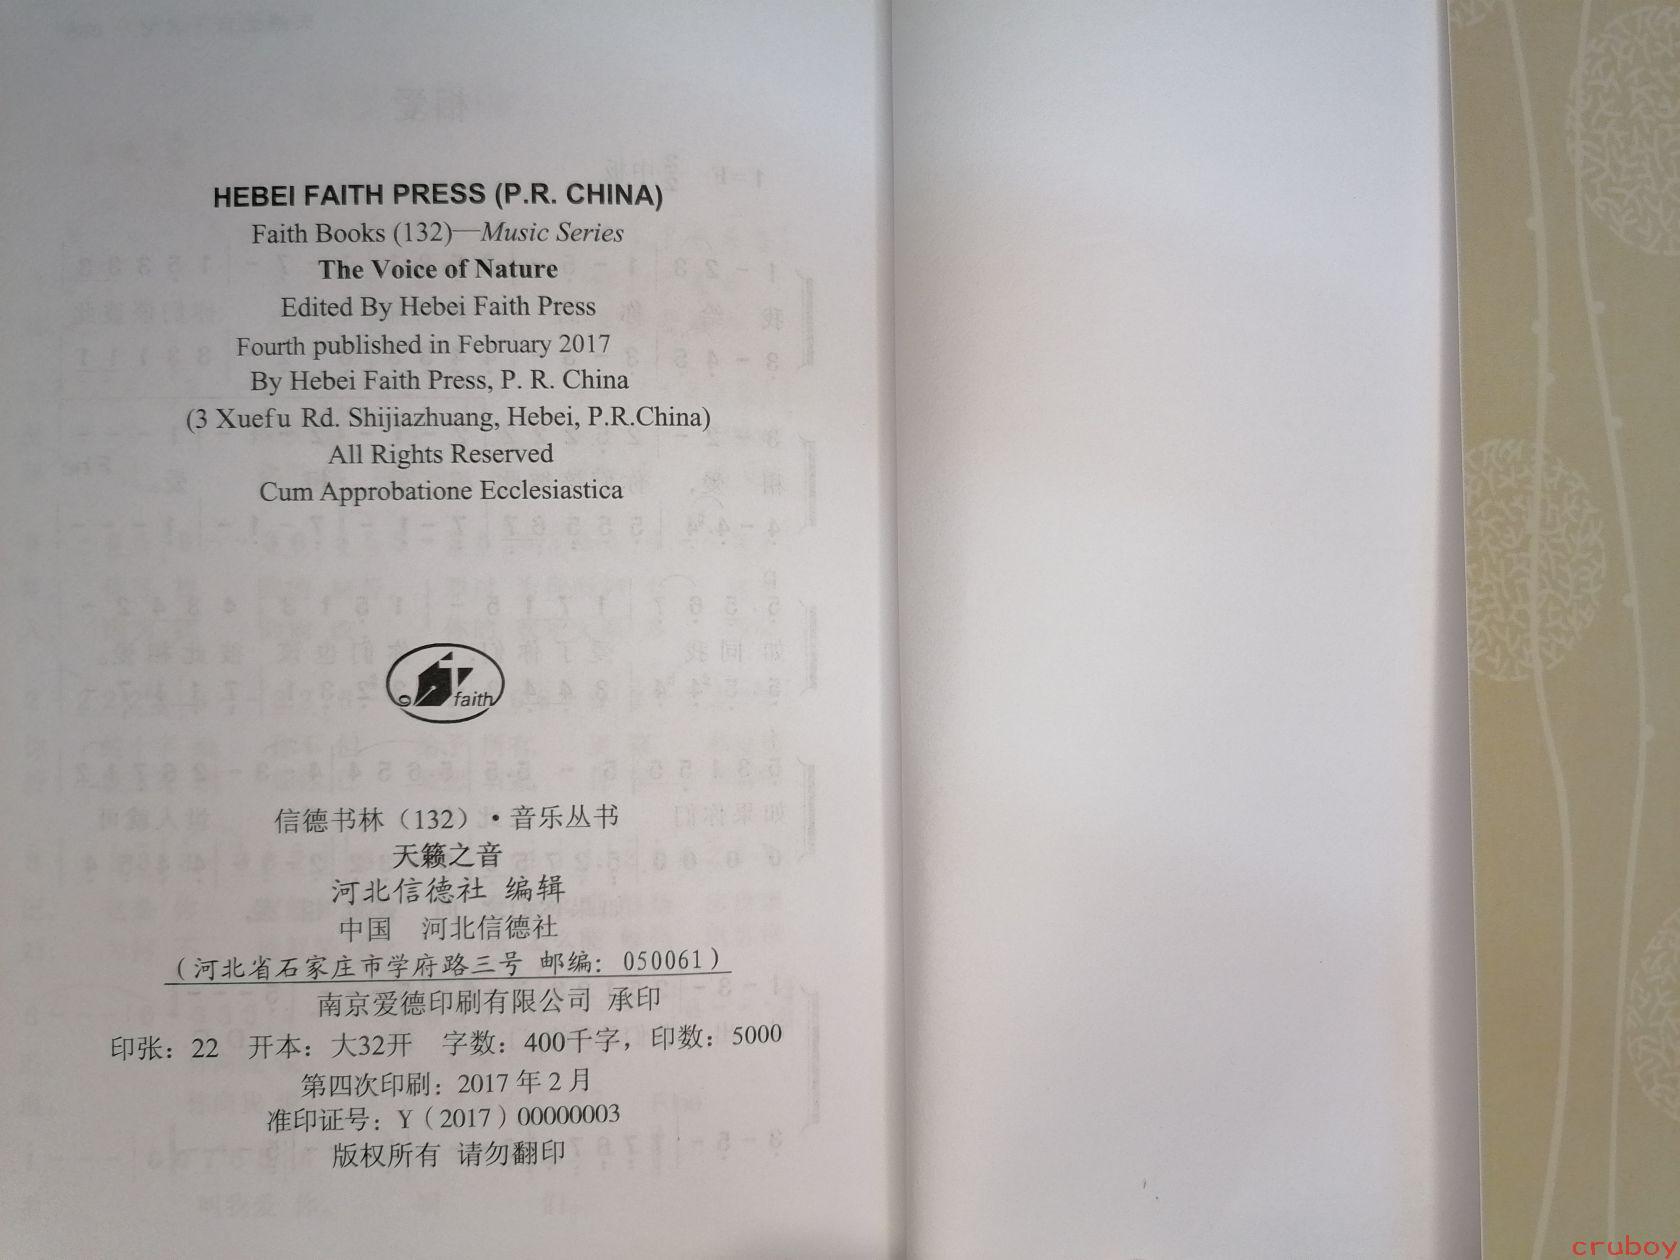 HEBEI FAITH PRESS (P.R. CHINA)
Faith Books (132)—Music Series
The Voice of Nature
Edited By Hebei Faith Press
Fourth published in February 2017
By Hebei Faith Press, P. R. China
(3 Xuefu Rd. Shijiazhuang, Hebei, P.R.China)
All Rights Reserved
Cum Approbatione Ecclesiastica
faith
信德书林（132）·音乐丛书
天籁之音
河北信德社 编辑
中国 河北信德社
（河北省石家庄市学府路三号 邮编：050061）
南京爱德印刷有限公司 承印
印张：22 开本：大32开 字数：400千字，印数：5000
第四次印刷：2017 年 2 月
准印证号：Y（2017）00000003
版权所有 请勿翻印
cruboy